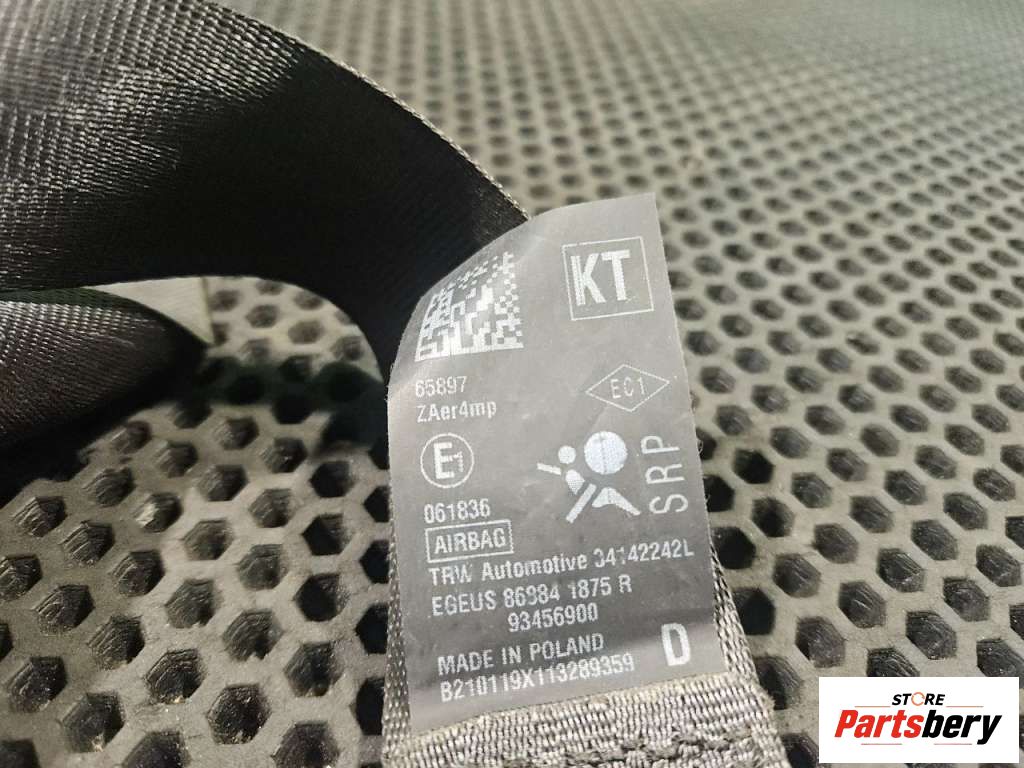 KT
65897
ZAer4mp
EC1
E1
SRP
061836
AIRBAG
TRW Automotive 34142242L
EGEUS 86884 1875 R
93456900
MADE IN POLAND
D
B210119X113289359
STORE
Partsbery